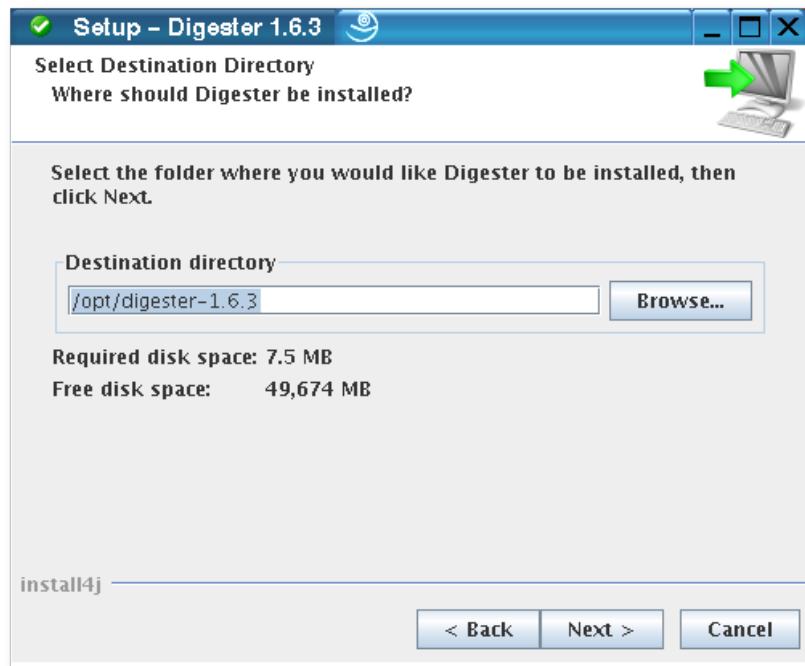 Setup – Digester 1.6.3
Select Destination Directory
Where should Digester be installed?
Select the folder where you would like Digester to be installed, then
click Next.
Destination directory
/opt/digester–1.6.3
Browse...
Required disk space: 7.5 MB
Free disk space: 49,674 MB
install4j
< Back
Next >
Cancel